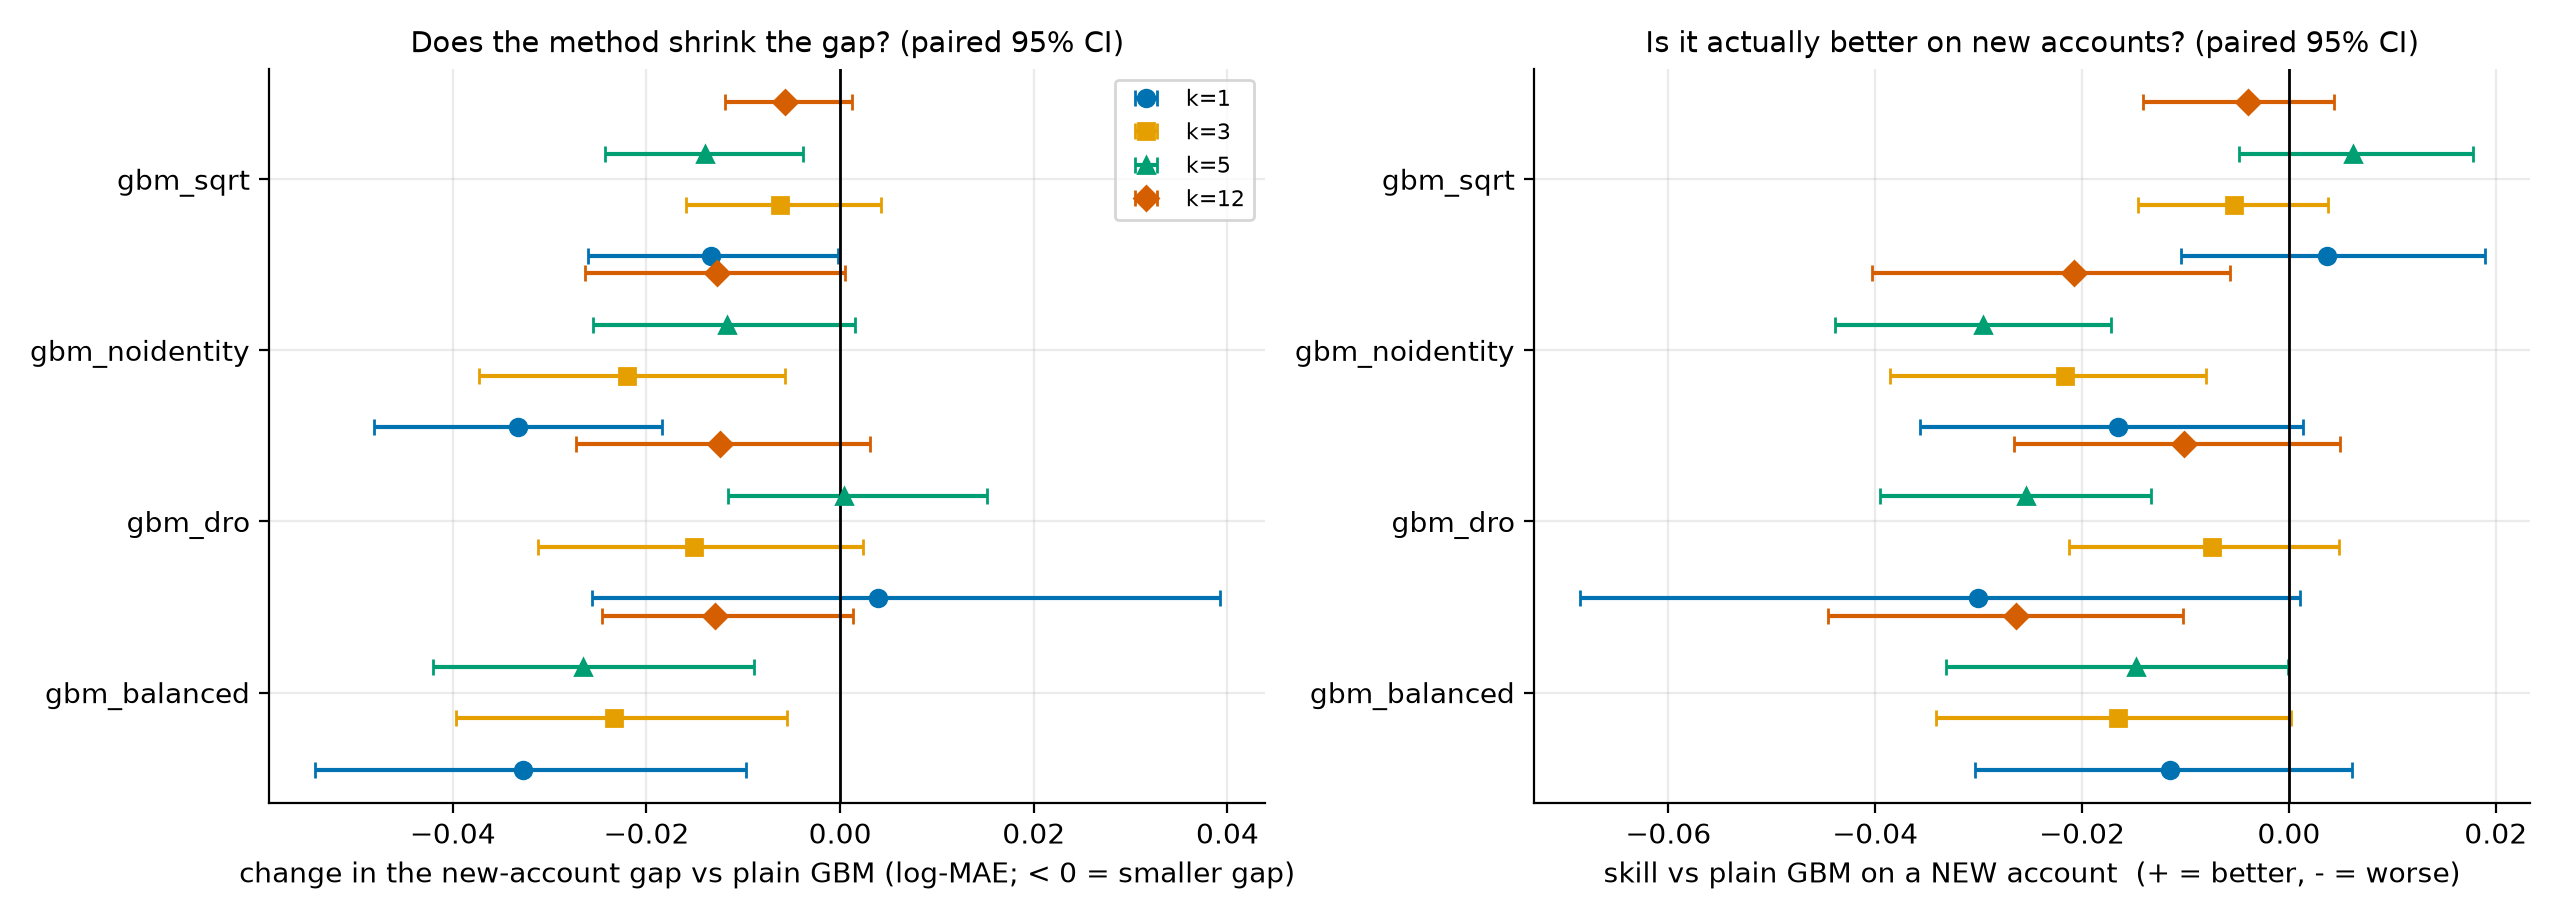 Does the method shrink the gap? (paired 95% CI)
k=1
k=3
k=5
k=12
gbm_sqrt
gbm_noidentity
gbm_dro
gbm_balanced
−0.04
−0.02
0.00
0.02
0.04
change in the new-account gap vs plain GBM (log-MAE; < 0 = smaller gap)
Is it actually better on new accounts? (paired 95% CI)
gbm_sqrt
gbm_noidentity
gbm_dro
gbm_balanced
−0.06
−0.04
−0.02
0.00
0.02
skill vs plain GBM on a NEW account  (+ = better, - = worse)